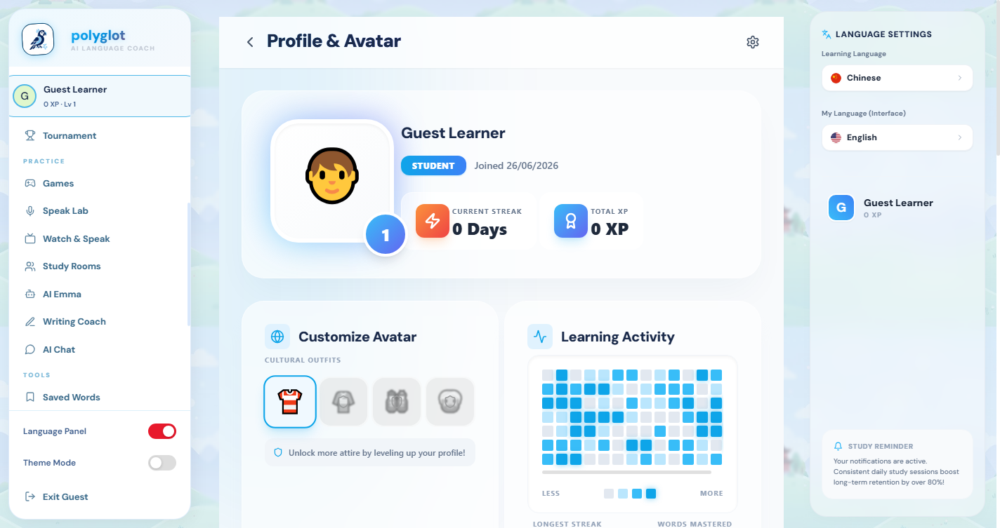 polyglot
AI LANGUAGE COACH
G
Guest Learner
0 XP · Lv 1
Tournament
PRACTICE
Games
Speak Lab
Watch & Speak
Study Rooms
AI Emma
Writing Coach
AI Chat
TOOLS
Saved Words
Language Panel
Theme Mode
Exit Guest
Profile & Avatar
Guest Learner
STUDENT
Joined 26/06/2026
1
CURRENT STREAK
0 Days
TOTAL XP
0 XP
Customize Avatar
CULTURAL OUTFITS
Unlock more attire by leveling up your profile!
Learning Activity
LESS
MORE
LONGEST STREAK
WORDS MASTERED
LANGUAGE SETTINGS
Learning Language
Chinese
My Language (Interface)
English
G
Guest Learner
0 XP
STUDY REMINDER
Your notifications are active.
Consistent daily study sessions boost
long-term retention by over 80%!